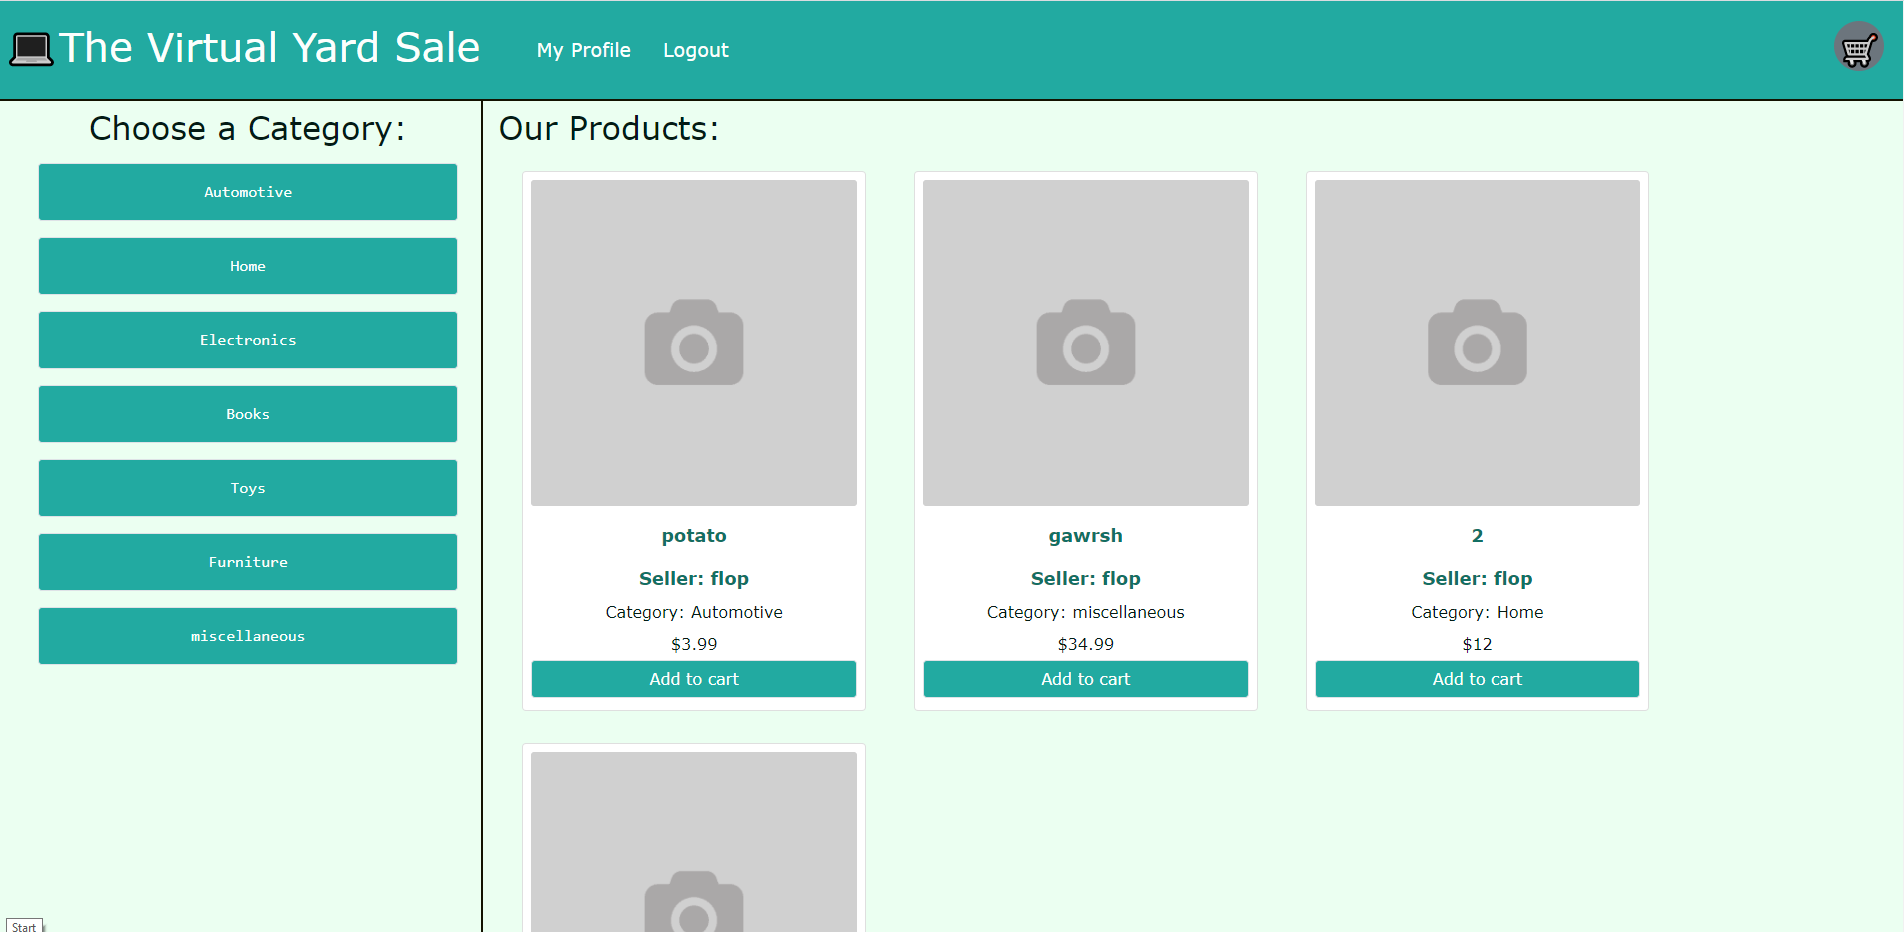 The Virtual Yard Sale
My Profile
Logout
Choose a Category:
Automotive
Home
Electronics
Books
Toys
Furniture
miscellaneous
Our Products:
potato
Seller: flop
Category: Automotive
$3.99
Add to cart
gawrsh
Seller: flop
Category: miscellaneous
$34.99
Add to cart
2
Seller: flop
Category: Home
$12
Add to cart
Start